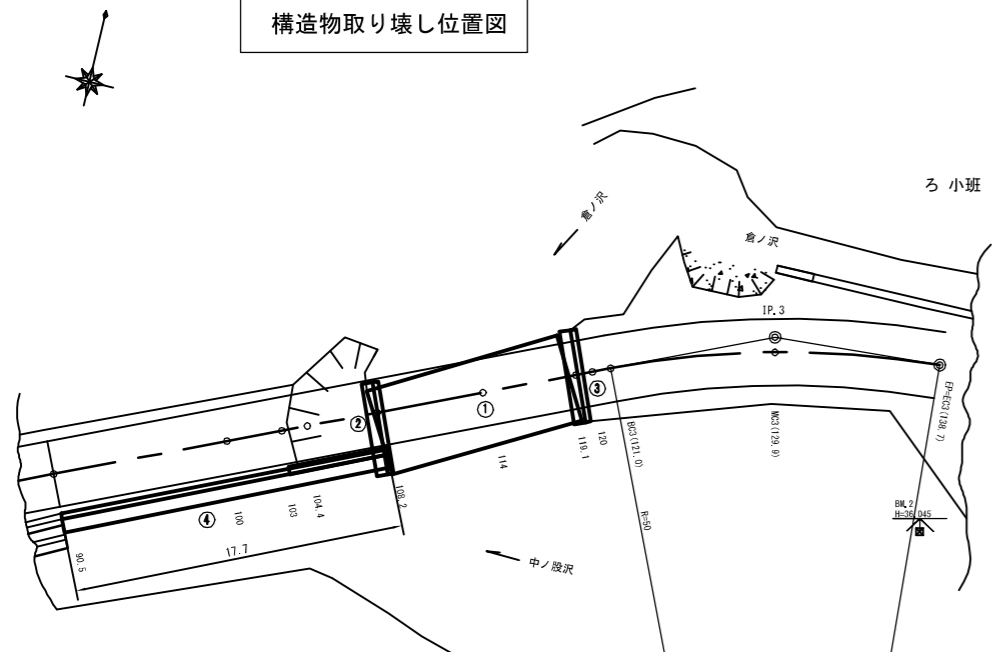 構造物取り壊し位置図
ろ 小班
倉ノ沢
倉ノ沢
IP.3
EP=EC3(138.7)
MC3(129.9)
BC3(121.0)
R=50
BM.2
H=36.045
③
①
②
④
120
119.1
114
108.2
104.4
103
100
17.7
90.5
中ノ股沢